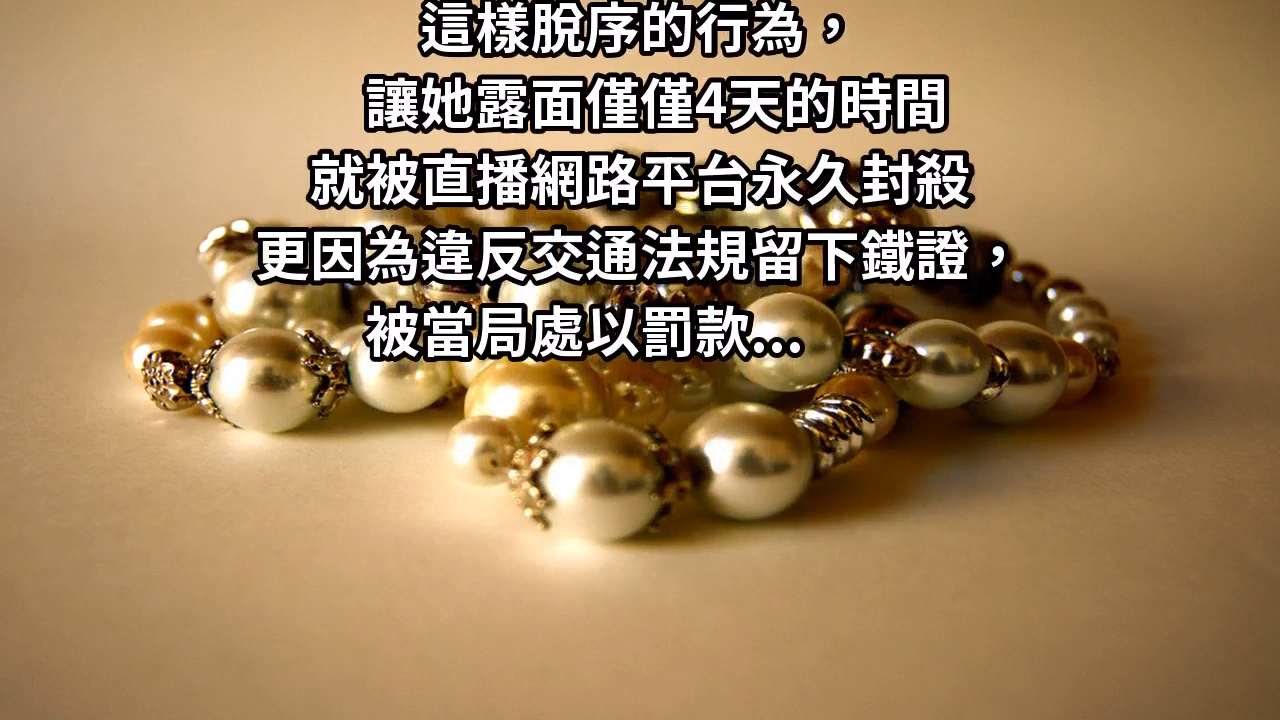 這樣脫序的行為，
讓她露面僅僅4天的時間
就被直播網路平台永久封殺
更因為違反交通法規留下鐵證，
被當局處以罰款...